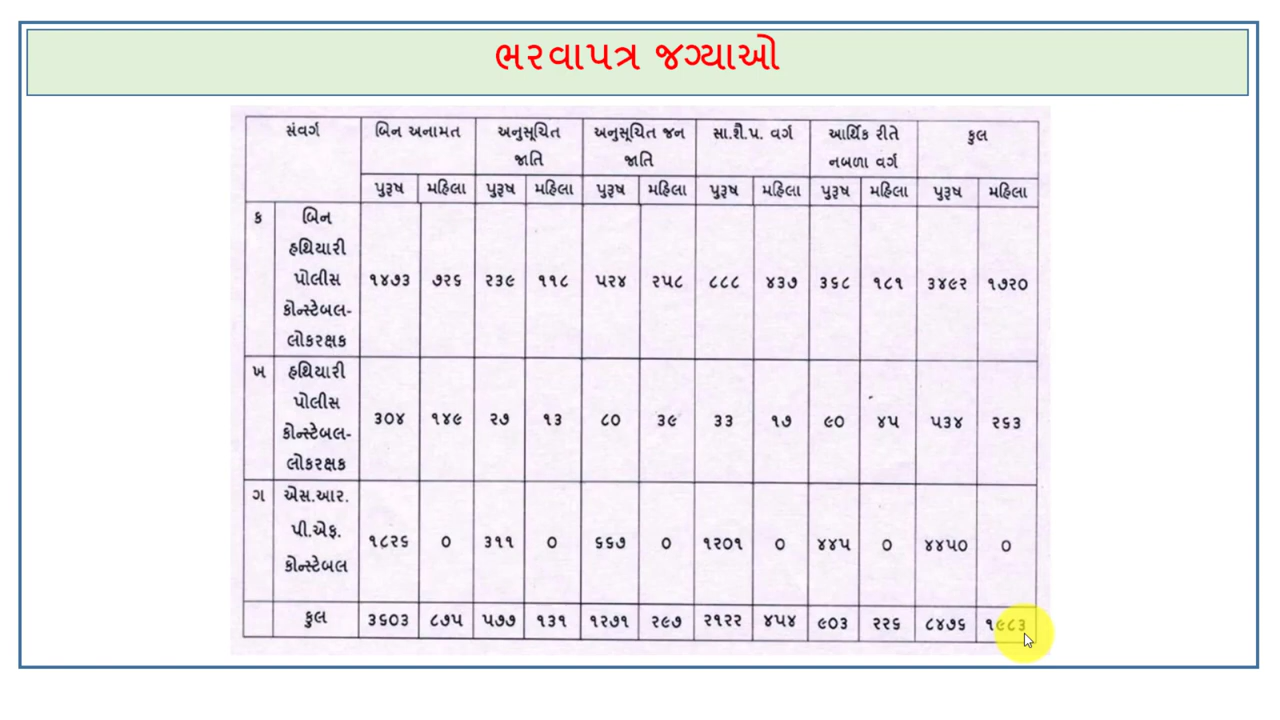 ભરવાપત્ર જગ્યાઓ
સંવર્ગ બિન અનામત અનુસૂચિત જાતિ અનુસૂચિત જન જાતિ સા.શૈ.પ. વર્ગ આર્થિક રીતે નબળા વર્ગ કુલ
પુરૂષ મહિલા પુરૂષ મહિલા પુરૂષ મહિલા પુરૂષ મહિલા પુરૂષ મહિલા પુરૂષ મહિલા
ક બિન હથિયારી પોલીસ કોન્સ્ટેબલ-લોકરક્ષક ૧૪૭૩ ૭૨૬ ૨૩૯ ૧૧૮ ૫૨૪ ૨૫૮ ૮૮૮ ૪૩૭ ૩૬૮ ૧૮૧ ૩૪૯૨ ૧૭૨૦
ખ હથિયારી પોલીસ કોન્સ્ટેબલ-લોકરક્ષક ૩૦૪ ૧૪૯ ૨૭ ૧૩ ૮૦ ૩૯ ૩૩ ૧૭ ૯૦ ૪૫ ૫૩૪ ૨૬૩
ગ એસ.આર.પી.એફ. કોન્સ્ટેબલ ૧૮૨૬ ૦ ૩૧૧ ૦ ૬૬૭ ૦ ૧૨૦૧ ૦ ૪૪૫ ૦ ૪૪૫૦ ૦
કુલ ૩૬૦૩ ૮૭૫ ૫૭૭ ૧૩૧ ૧૨૭૧ ૨૯૭ ૨૧૨૨ ૪૫૪ ૯૦૩ ૨૨૬ ૮૪૭૬ ૧૯૮૩